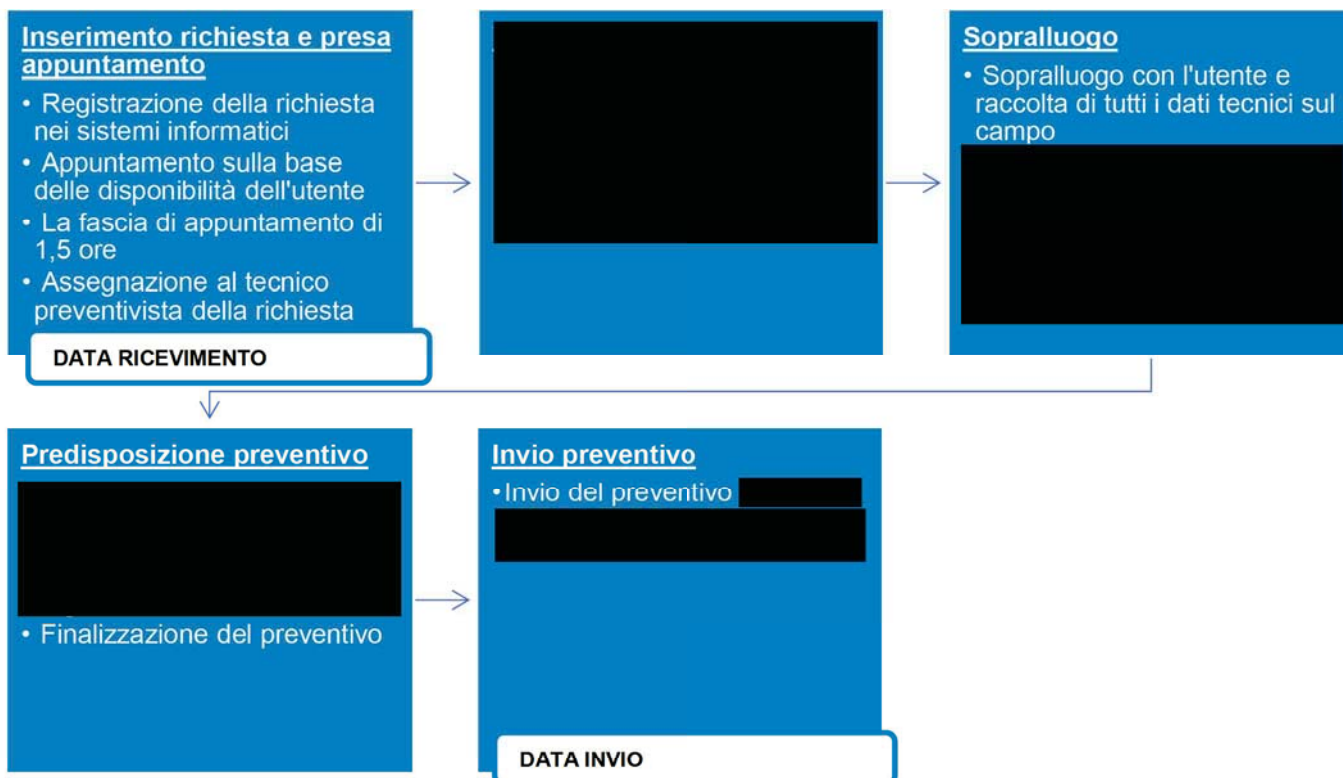 Inserimento richiesta e presa
appuntamento
• Registrazione della richiesta
nei sistemi informatici
• Appuntamento sulla base
delle disponibilità dell'utente
• La fascia di appuntamento di
1,5 ore
• Assegnazione al tecnico
preventivista della richiesta
DATA RICEVIMENTO
Sopralluogo
• Sopralluogo con l'utente e
raccolta di tutti i dati tecnici sul
campo
Predisposizione preventivo
• Finalizzazione del preventivo
Invio preventivo
• Invio del preventivo
DATA INVIO